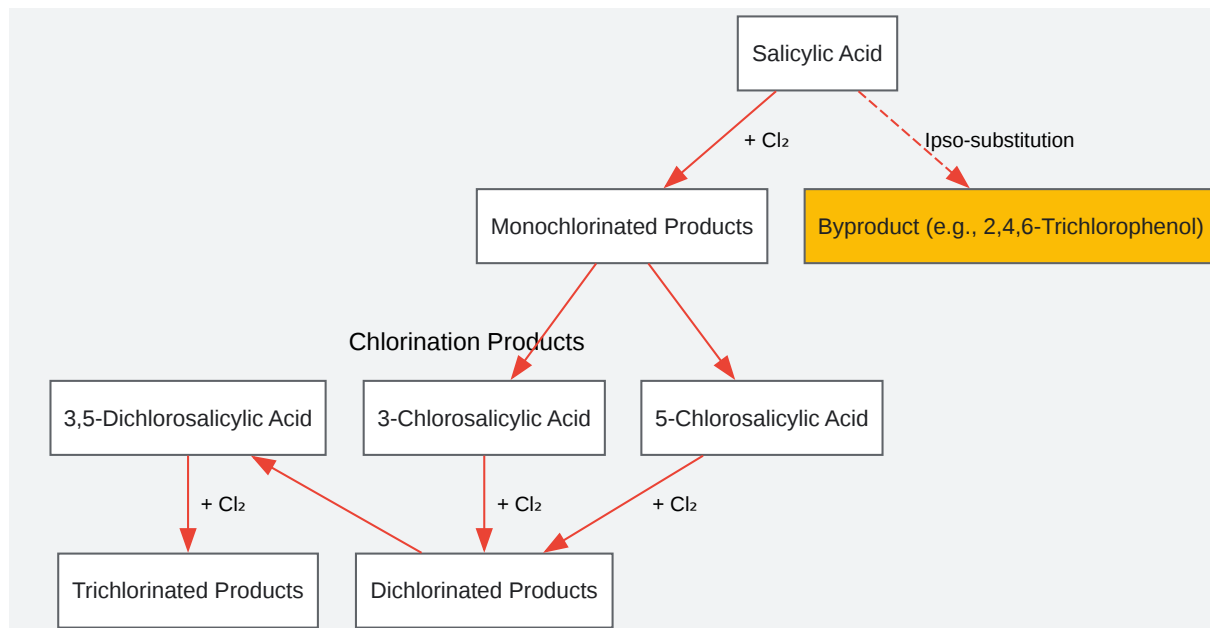 Salicylic Acid
+ Cl₂
Ipso-substitution
Monochlorinated Products
Byproduct (e.g., 2,4,6-Trichlorophenol)
Chlorination Products
3,5-Dichlorosalicylic Acid
3-Chlorosalicylic Acid
5-Chlorosalicylic Acid
+ Cl₂
+ Cl₂
+ Cl₂
Trichlorinated Products
Dichlorinated Products